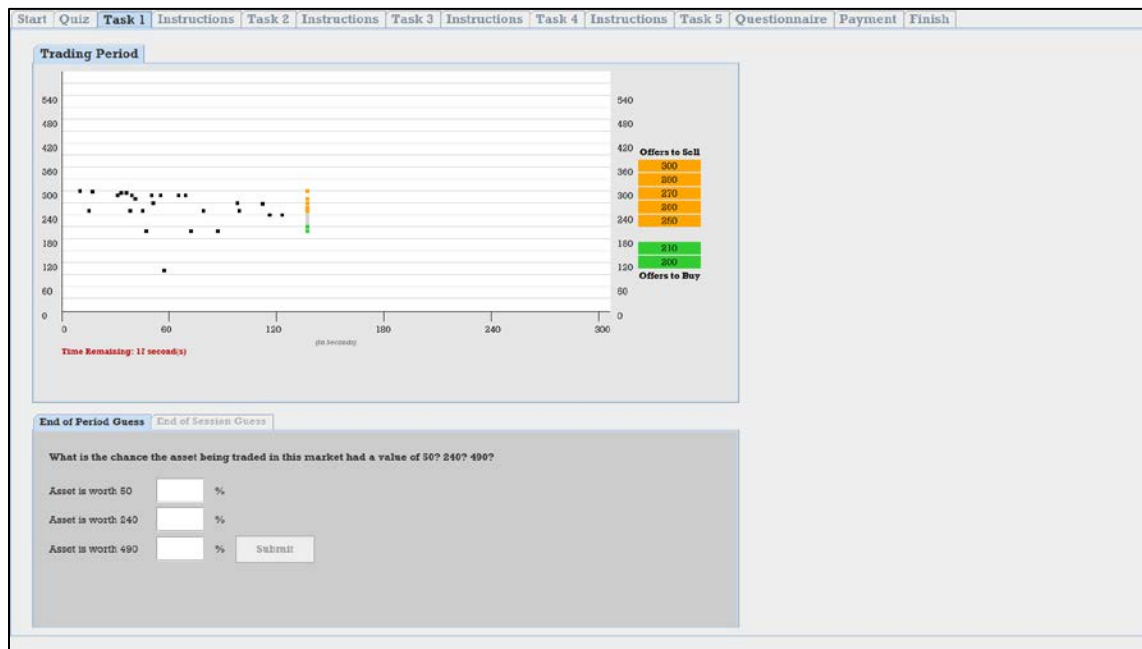 Start Quiz Task 1 Instructions Task 2 Instructions Task 3 Instructions Task 4 Instructions Task 5 Questionnaire Payment Finish
Trading Period
540 540
480 480
420 420 Offers to Sell
300
360 360
280
270
300 300
260
250
240 240
180 180
210
200
120 120
Offers to Buy
60 60
0 0
0 60 120 180 240 300
(In Seconds)
Time Remaining: 17 second(s)
End of Period Guess End of Session Guess
What is the chance the asset being traded in this market had a value of 50? 240? 490?
Asset is worth 50 %
Asset is worth 240 %
Asset is worth 490 % Submit